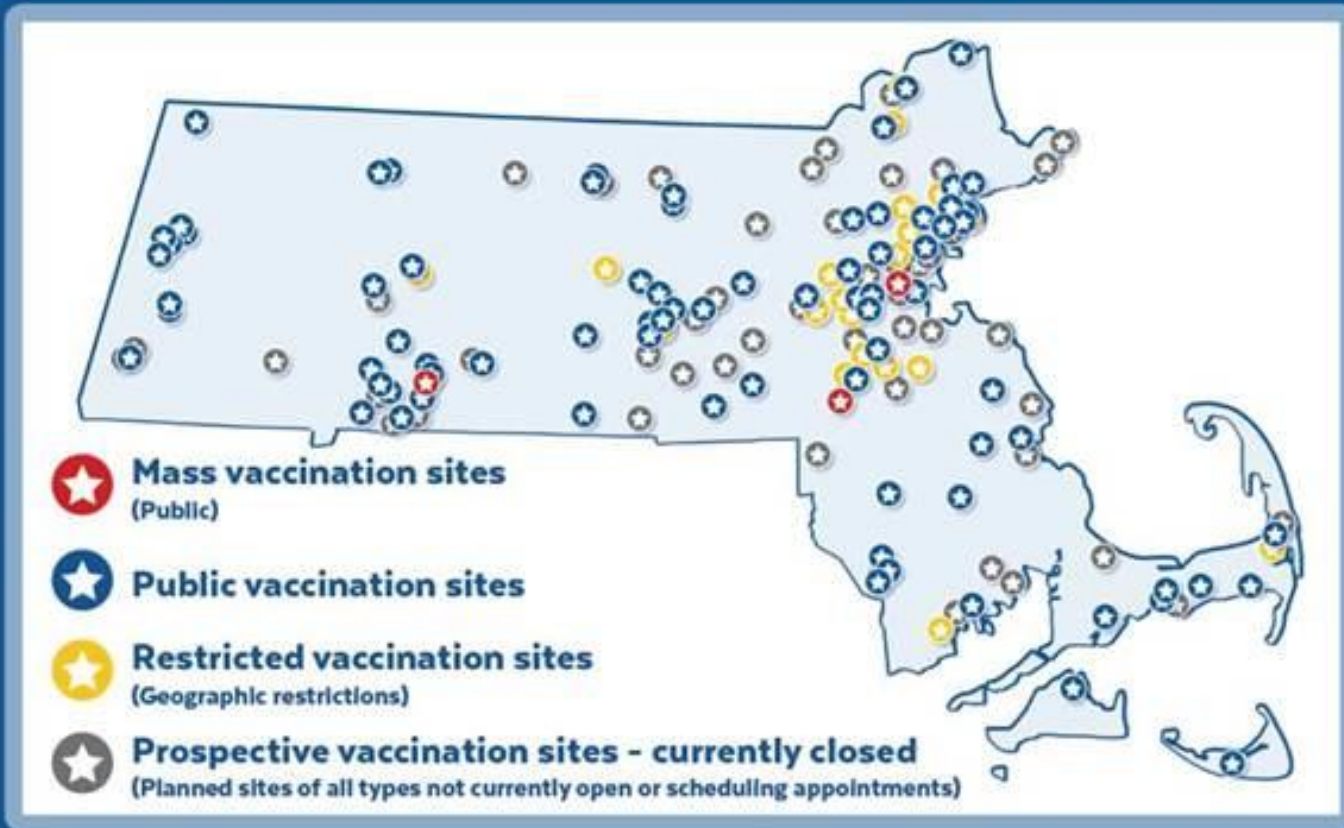 Mass vaccination sites
(Public)
Public vaccination sites
Restricted vaccination sites
(Geographic restrictions)
Prospective vaccination sites - currently closed
(Planned sites of all types not currently open or scheduling appointments)